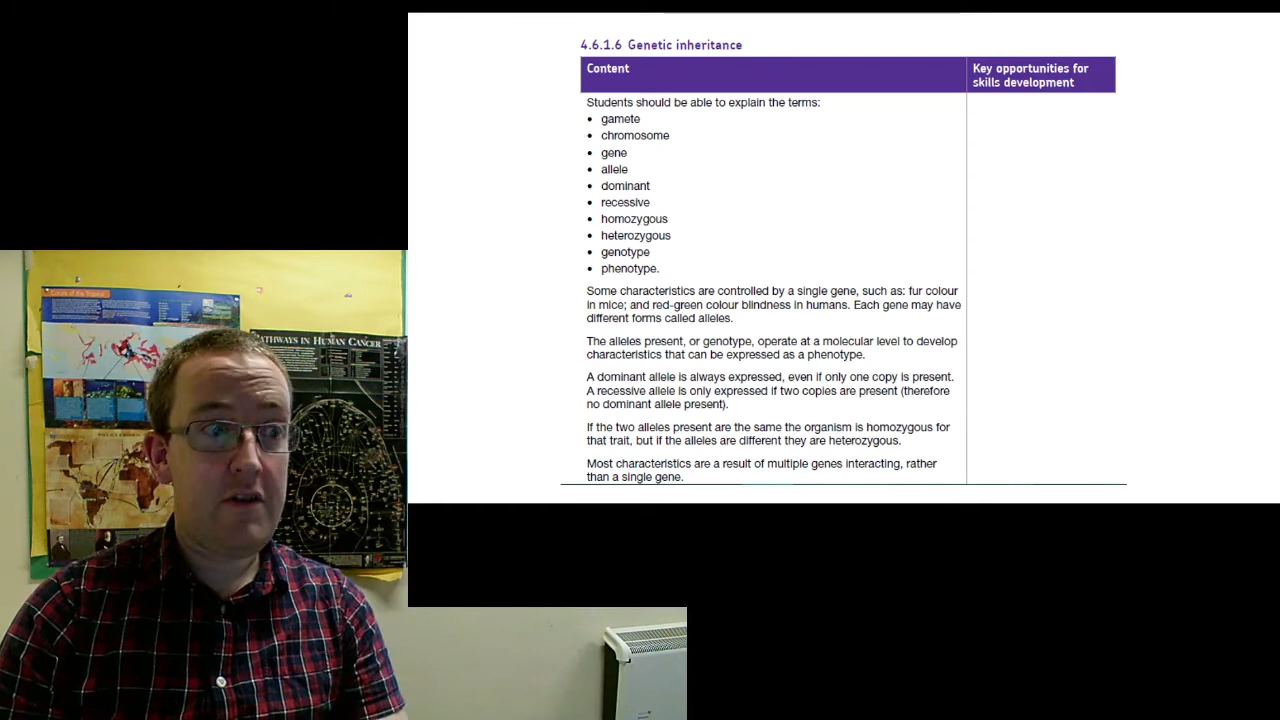 4.6.1.6 Genetic inheritance
Content
Key opportunities for
skills development
Students should be able to explain the terms:
• gamete
• chromosome
• gene
• allele
• dominant
• recessive
• homozygous
• heterozygous
• genotype
• phenotype.
Some characteristics are controlled by a single gene, such as: fur colour
in mice; and red-green colour blindness in humans. Each gene may have
different forms called alleles.
The alleles present, or genotype, operate at a molecular level to develop
characteristics that can be expressed as a phenotype.
A dominant allele is always expressed, even if only one copy is present.
A recessive allele is only expressed if two copies are present (therefore
no dominant allele present).
If the two alleles present are the same the organism is homozygous for
that trait, but if the alleles are different they are heterozygous.
Most characteristics are a result of multiple genes interacting, rather
than a single gene.
PATHWAYS IN HUMAN CANCER